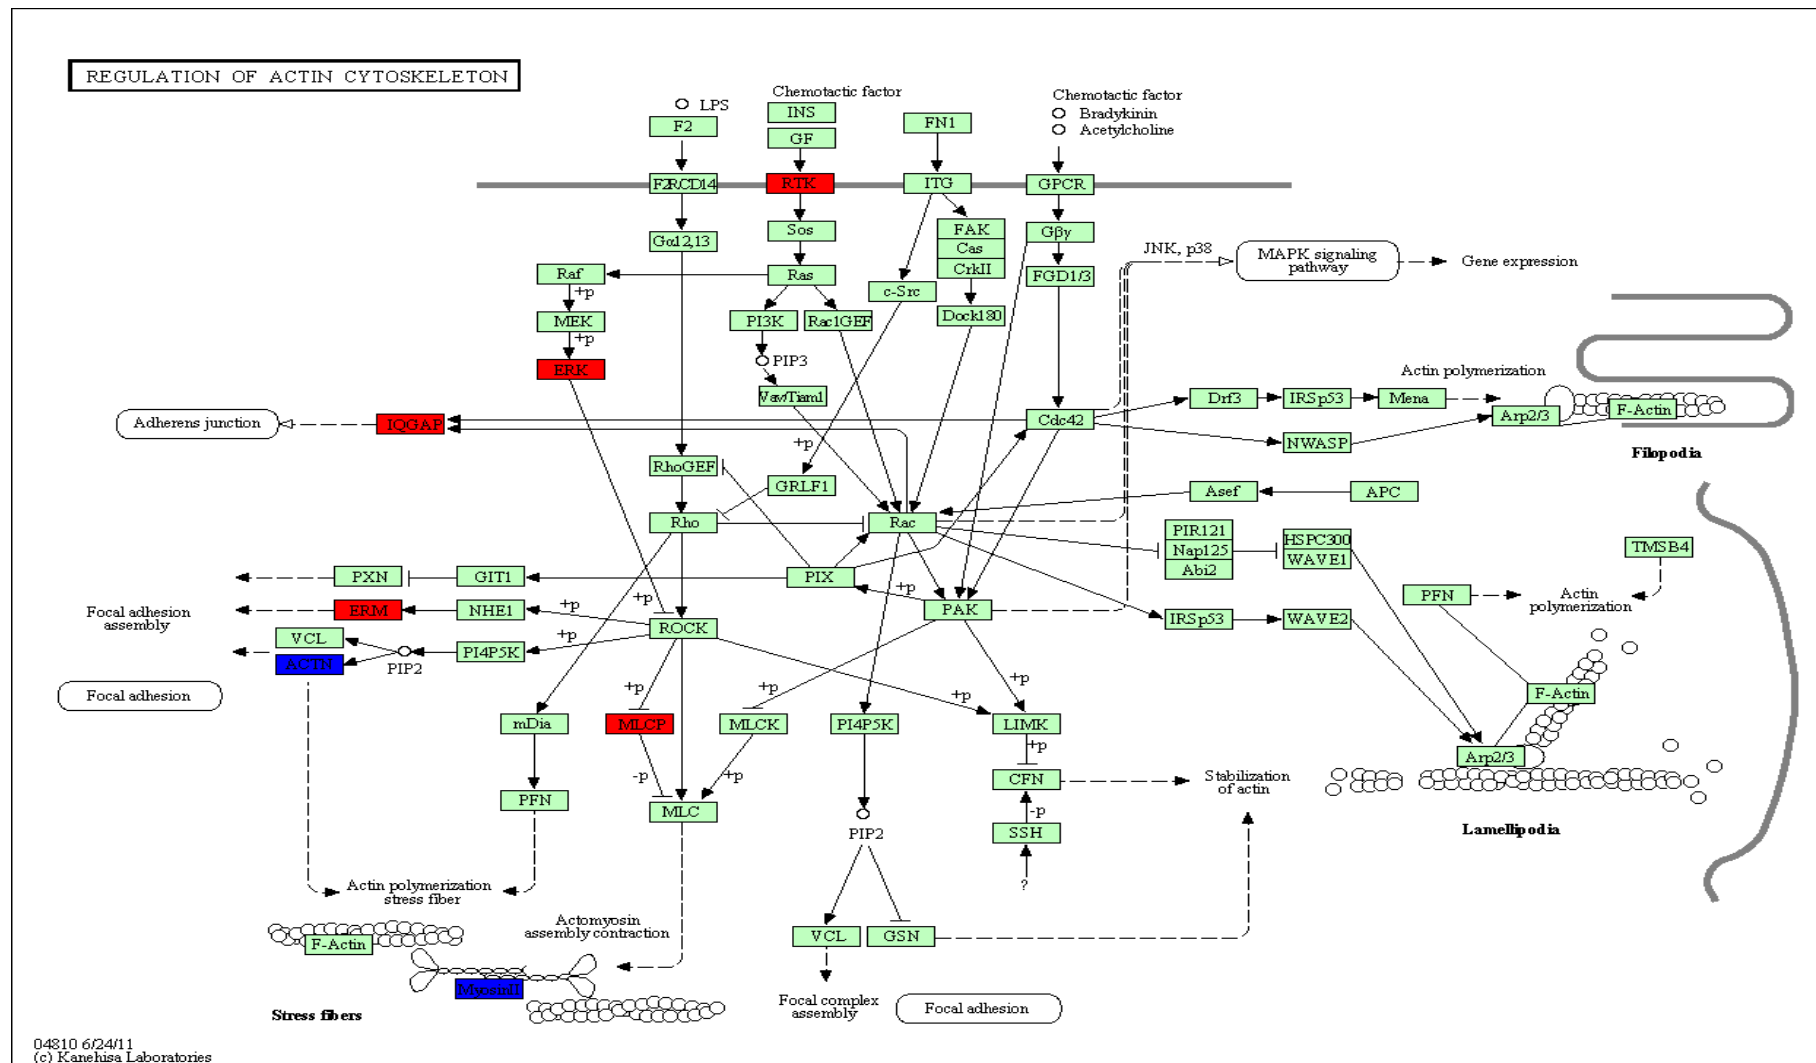 REGULATION OF ACTIN CYTOSKELETON
LPS
Chemotactic factor
Chemotactic factor
INS
Bradykinin
F2
GF
FN1
Acetylcholine
F2R
CD14
RTK
ITG
GPCR
Sos
FAK
Gβγ
Gα12,13
Cas
JNK, p38
MAPK signaling
pathway
Gene expression
Raf
Ras
CrkII
FGD1/3
+p
c-Src
MEK
PI3K
Rac1GEF
Dock180
+p
PIP3
ERK
Actin polymerization
Vav/Tiam1
Drf3
IRSp53
Mena
Adherens junction
IQGAP
Cdc42
Arp2/3
F-Actin
+p
NWASP
Filopodia
RhoGEF
GRLF1
Asef
APC
Rho
Rac
PIR121
Nap125
Abi2
HSPC300
WAVE1
TMSB4
PXN
GIT1
PIX
+p
PFN
Actin
polymerization
Focal adhesion
assembly
ERM
NHE1
+p
+p
PAK
IRSp53
WAVE2
VCL
ROCK
ACTN
PIP2
PI4P5K
+p
Focal adhesion
+p
+p
+p
+p
F-Actin
mDia
MLCP
MLCK
PI4P5K
LIMK
+p
Arp2/3
-p
+p
CFN
Stabilization
of actin
PFN
MLC
-p
PIP2
SSH
Lamellipodia
?
Actin polymerization
stress fiber
Actomyosin
assembly contraction
F-Actin
VCL
GSN
MyosinII
Focal complex
assembly
Focal adhesion
Stress fibers
04810 6/24/11
(c) Kanehisa Laboratories